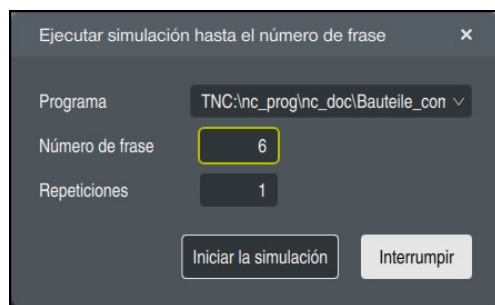 Ejecutar simulación hasta el número de frase
Programa TNC:\nc_prog\nc_doc\Bauteile_con
Número de frase 6
Repeticiones 1
Iniciar la simulación Interrumpir